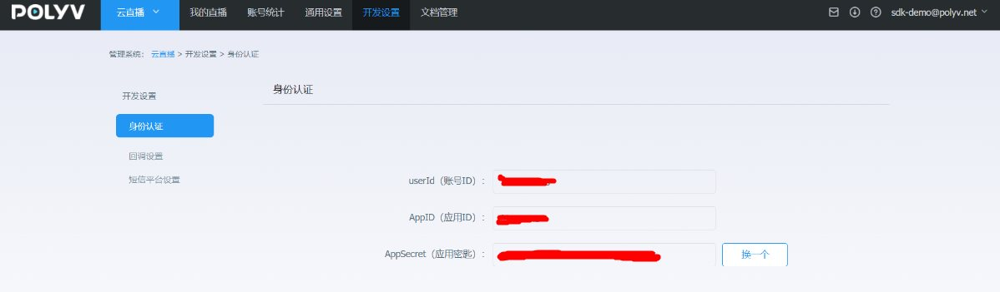 POLYV 云直播 我的直播 账号统计 通用设置 开发设置 文档管理 sdk-demo@polyv.net
管理系统： 云直播 > 开发设置 > 身份认证
开发设置
身份认证
回调设置
短信平台设置
身份认证
userId（账号ID）：
AppID（应用ID）：
AppSecret（应用密匙）： 换一个